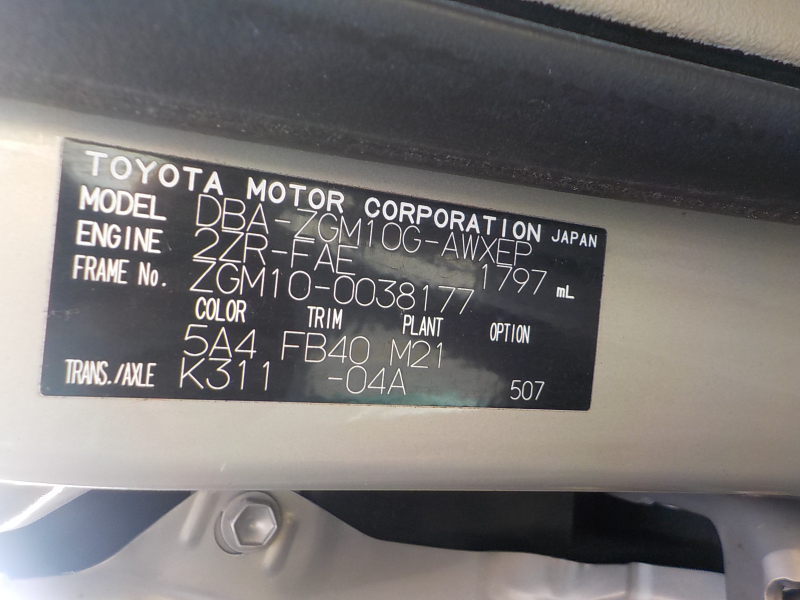 TOYOTA MOTOR CORPORATION JAPAN
MODEL DBA-ZGM10G-AWXEP
ENGINE 2ZR-FAE 1797 mL
FRAME No. ZGM10-0038177
COLOR TRIM PLANT OPTION
5A4 FB40 M21
TRANS./AXLE K311 -04A 507